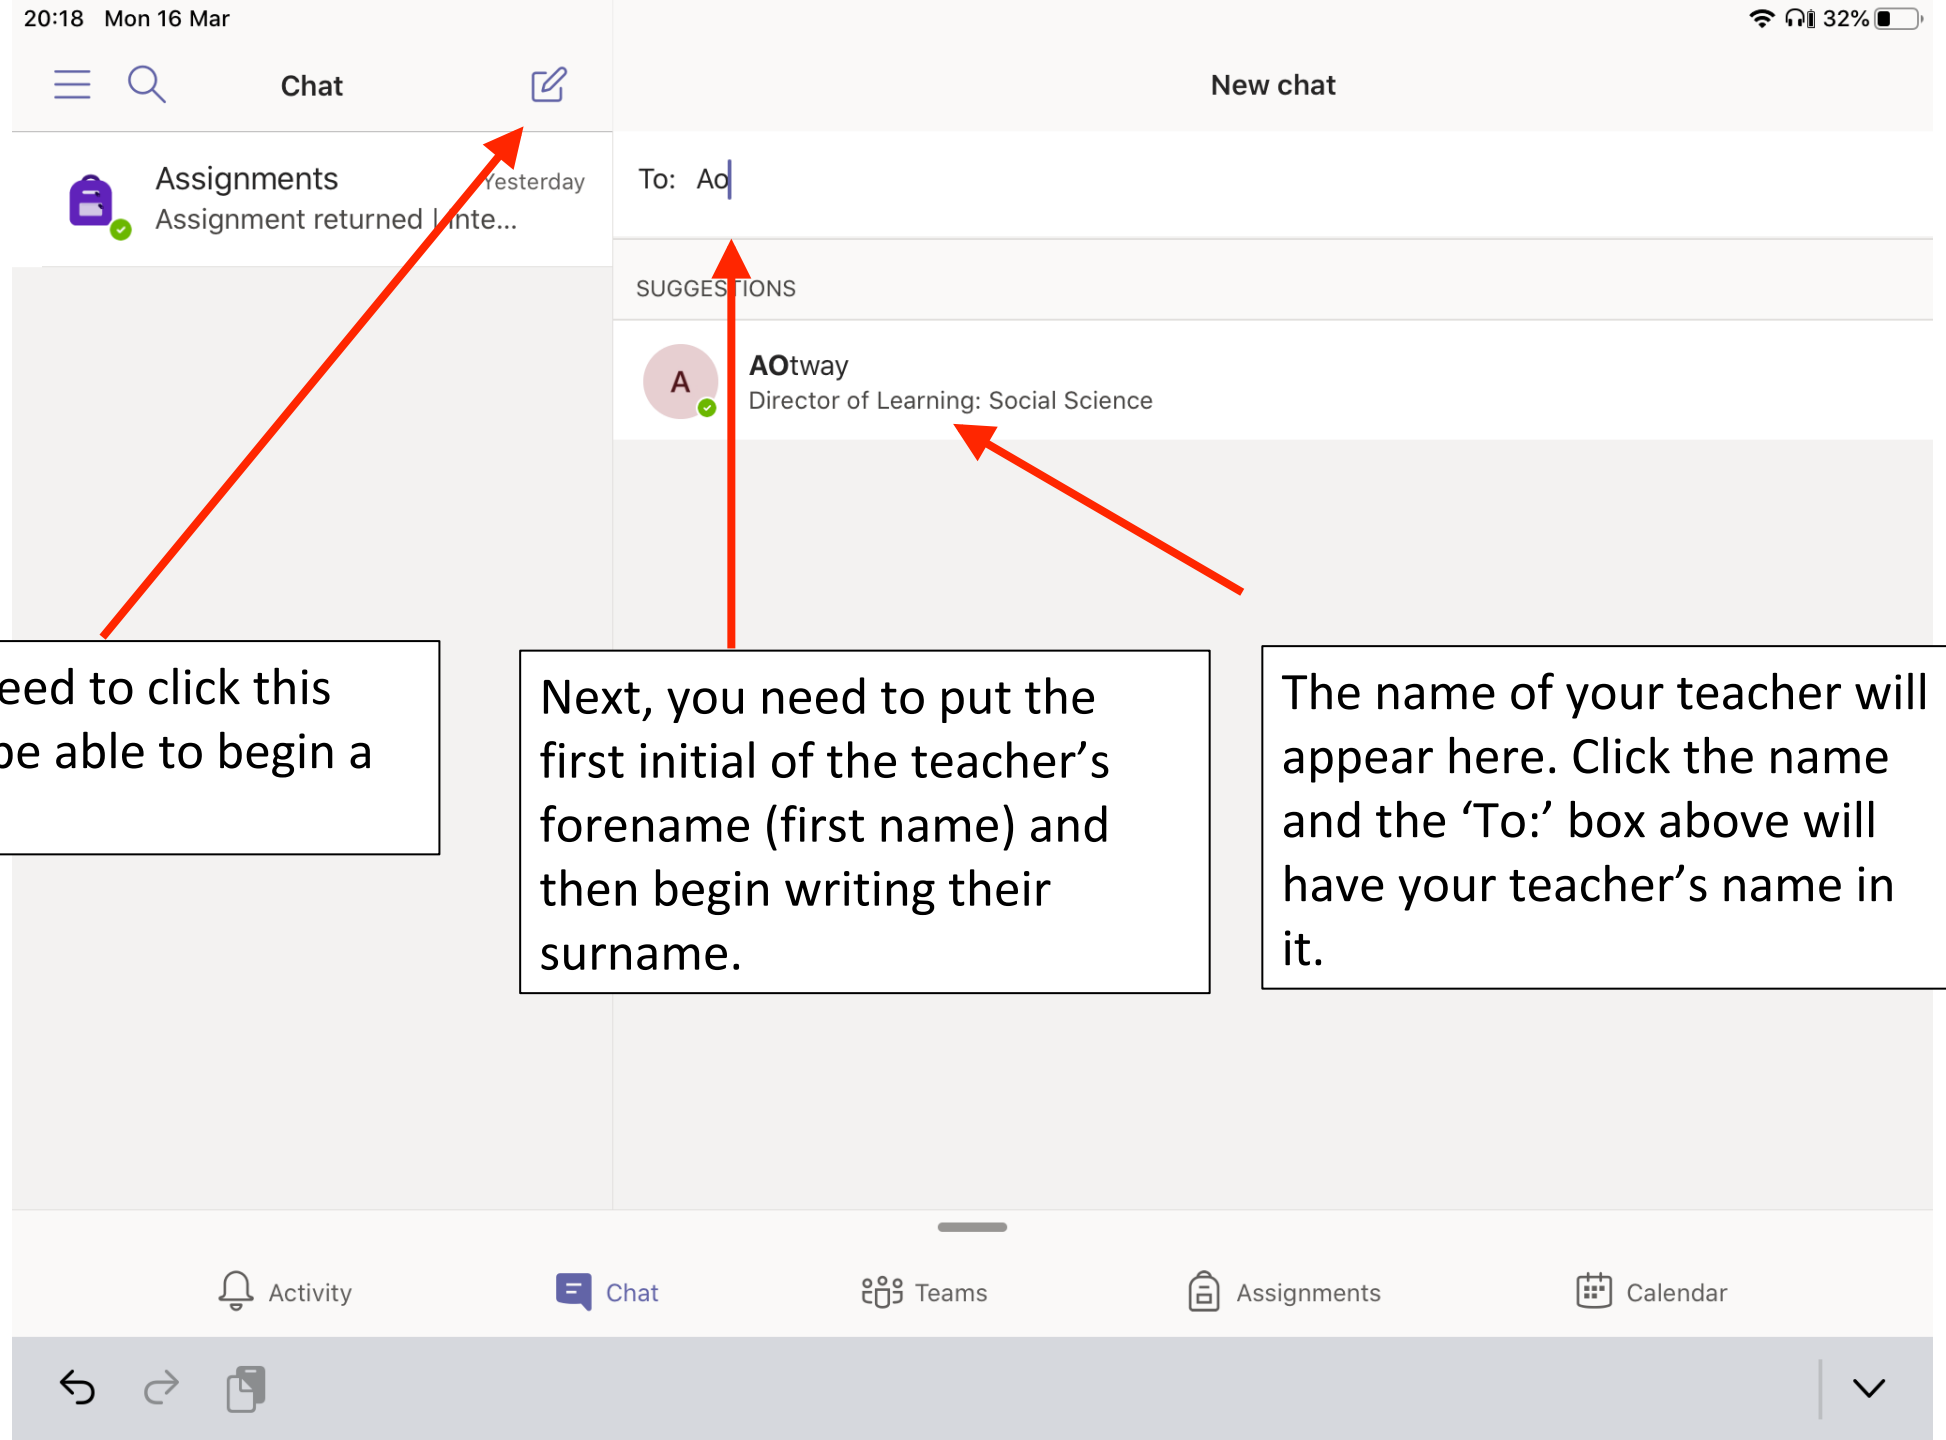 20:18 Mon 16 Mar
32%
Chat
New chat
Assignments
Yesterday
Assignment returned | Inte...
To: Ao
SUGGESTIONS
A
AOtway
Director of Learning: Social Science
eed to click this
be able to begin a
Next, you need to put the
first initial of the teacher’s
forename (first name) and
then begin writing their
surname.
The name of your teacher will
appear here. Click the name
and the ‘To:’ box above will
have your teacher’s name in
it.
Activity
Chat
Teams
Assignments
Calendar